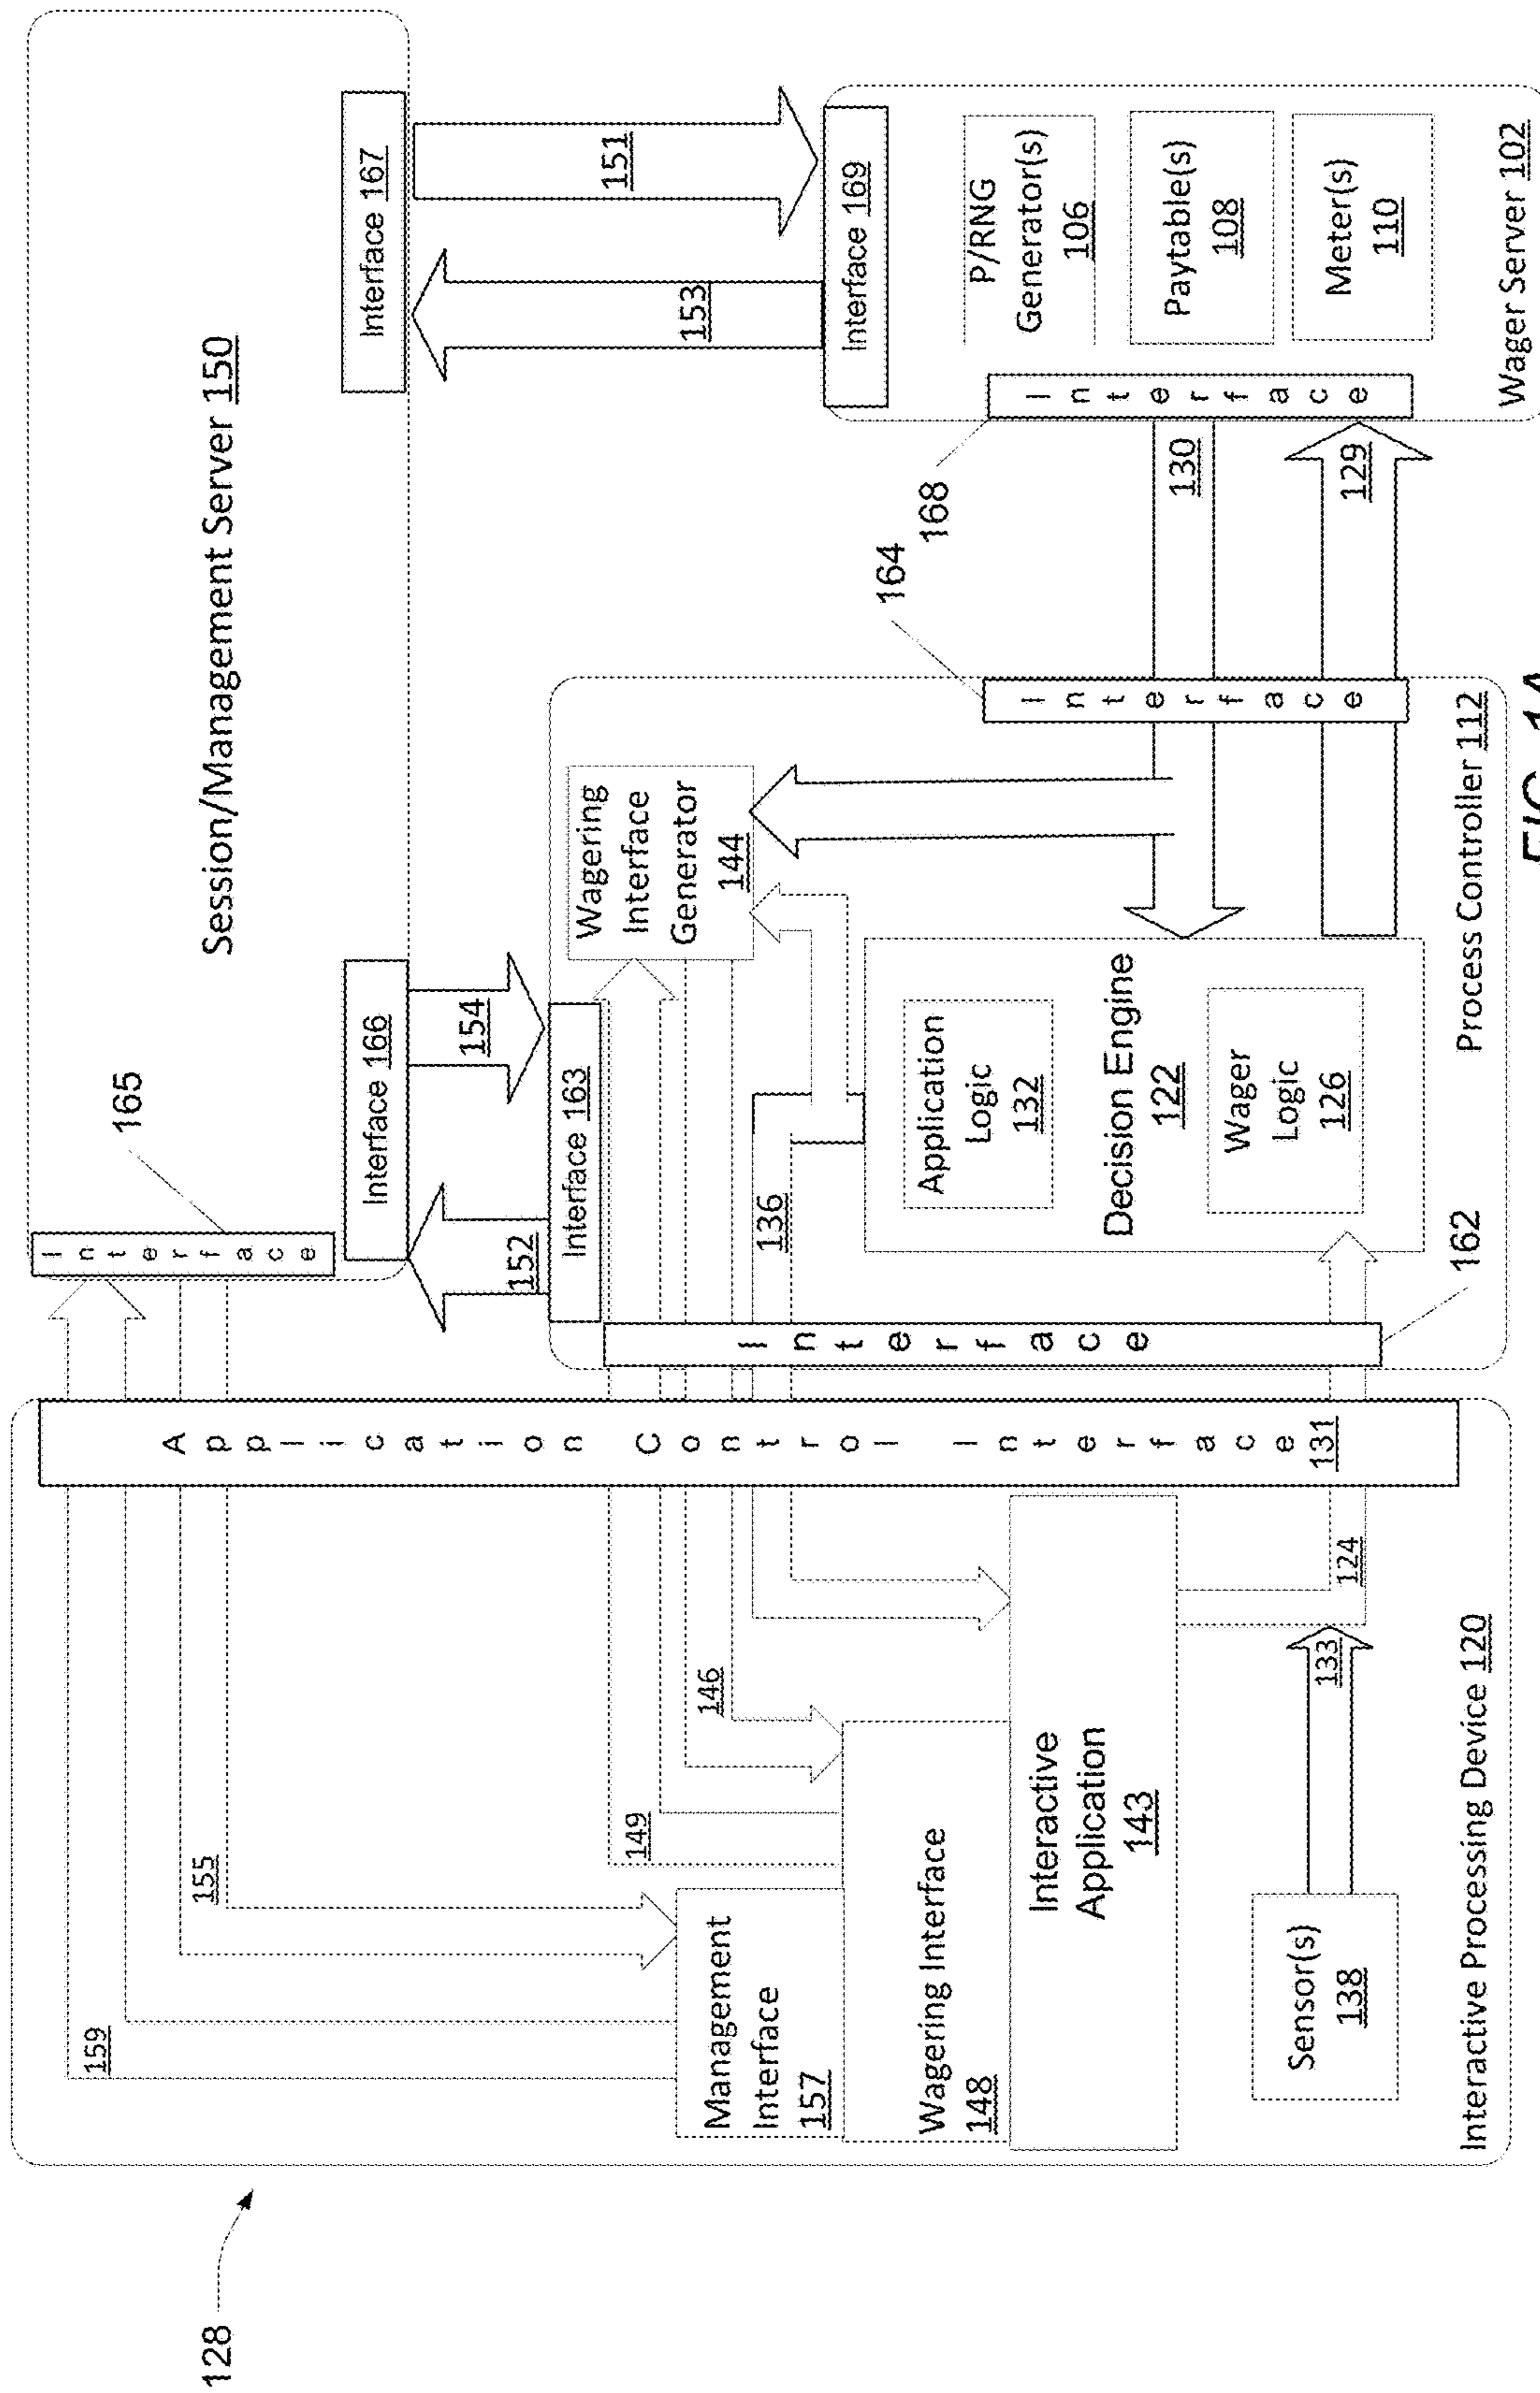 128
Session/Management Server 150
165
Interface
Interface 166
Interface 167
154
152
151
153
Interface 163
Interface 169
159
155
149
146
136
Management
Interface
157
Wagering Interface
148
Interactive
Application
143
Sensor(s)
138
133
124
Interactive Processing Device 120
Application Control Interface 131
Interface
162
Wagering
Interface
Generator
144
Application
Logic
132
Decision Engine
122
Wager
Logic
126
Process Controller 112
Interface
164
168
130
129
Interface
P/RNG
Generator(s)
106
Paytable(s)
108
Meter(s)
110
Wager Server 102
FIG. 1A